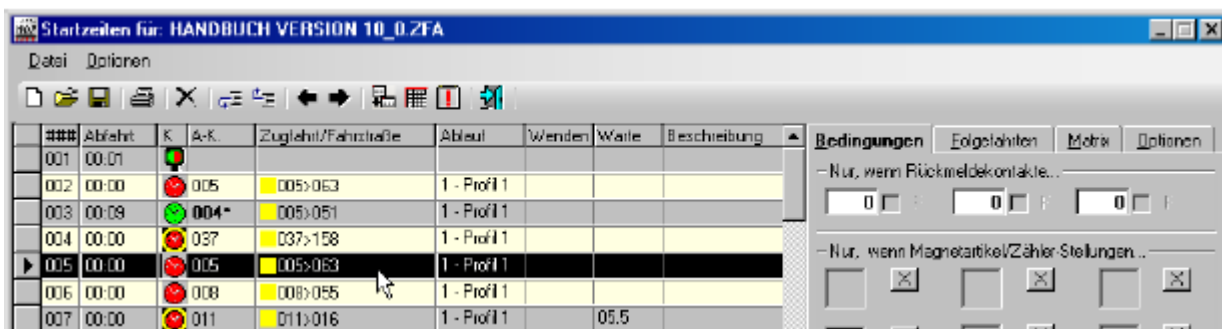 Startzeiten für: HANDBUCH VERSION 10_0.ZFA
Datei Optionen
### Abfahrt K A-K. Zugfahrt/Fahrstraße Ablauf Wenden Warte Beschreibung
001 00:01
002 00:00 005 005>063 1 - Profil 1
003 00:09 004* 005>051 1 - Profil 1
004 00:00 037 037>158 1 - Profil 1
005 00:00 005 005>063 1 - Profil 1
006 00:00 008 008>055 1 - Profil 1
007 00:00 011 011>016 1 - Profil 1 05.5
Bedingungen Folgefahrten Matrix Optionen
Nur, wenn Rückmeldekontakte...
0 F 0 F 0 F
Nur, wenn Magnetartikel/Zähler-Stellungen...
X X X